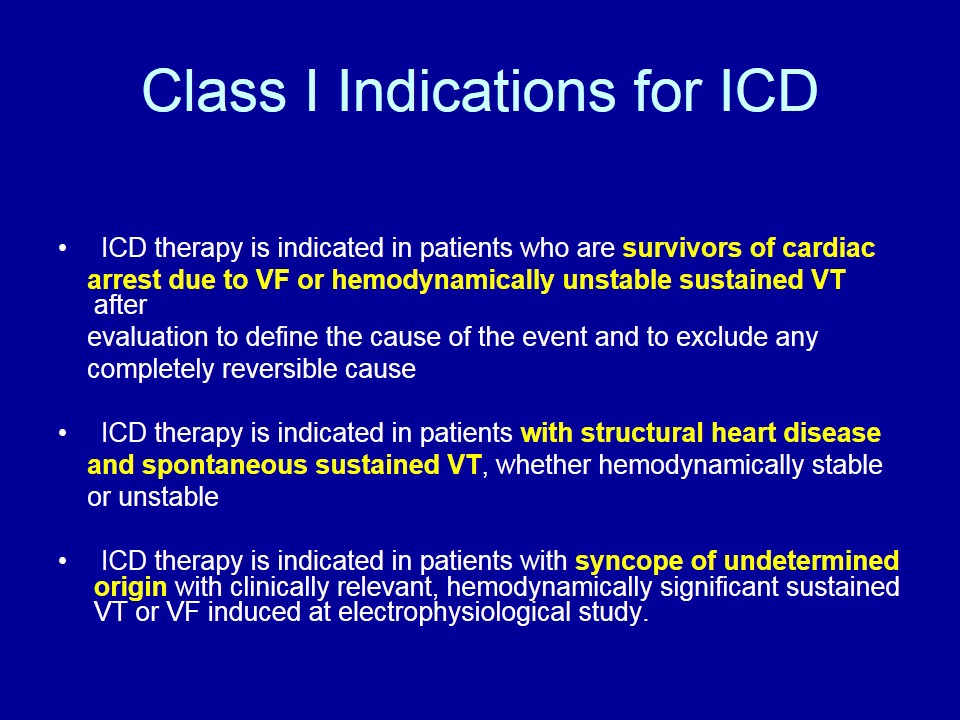 Class I Indications for ICD
• ICD therapy is indicated in patients who are survivors of cardiac
arrest due to VF or hemodynamically unstable sustained VT
after
evaluation to define the cause of the event and to exclude any
completely reversible cause
• ICD therapy is indicated in patients with structural heart disease
and spontaneous sustained VT, whether hemodynamically stable
or unstable
• ICD therapy is indicated in patients with syncope of undetermined
origin with clinically relevant, hemodynamically significant sustained
VT or VF induced at electrophysiological study.